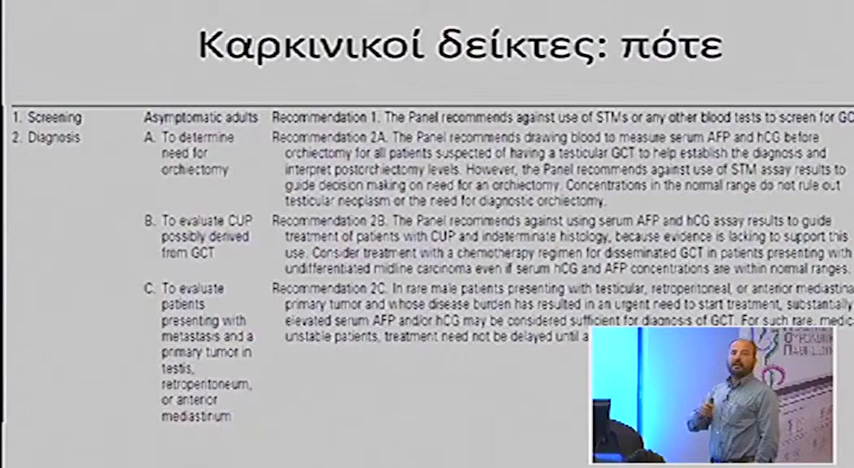 Καρκινικοί δείκτες: πότε
1. Screening Asymptomatic adults Recommendation 1. The Panel recommends against use of STMs or any other blood tests to screen for GC
2. Diagnosis A. To determine need for orchiectomy Recommendation 2A. The Panel recommends drawing blood to measure serum AFP and hCG before
orchiectomy for all patients suspected of having a testicular GCT to help establish the diagnosis and
interpret postorchiectomy levels. However, the Panel recommends against use of STM assay results to
guide decision making on need for an orchiectomy. Concentrations in the normal range do not rule out
testicular neoplasm or the need for diagnostic orchiectomy.
B. To evaluate CUP possibly derived from GCT Recommendation 2B. The Panel recommends against using serum AFP and hCG assay results to guide
treatment of patients with CUP and indeterminate histology, because evidence is lacking to support this
use. Consider treatment with a chemotherapy regimen for disseminated GCT in patients presenting with
undifferentiated midline carcinoma even if serum hCG and AFP concentrations are within normal ranges.
C. To evaluate patients presenting with metastasis and a primary tumor in testis, retroperitoneum, or anterior mediastinum Recommendation 2C. In rare male patients presenting with testicular, retroperitoneal, or anterior mediastina
primary tumor and whose disease burden has resulted in an urgent need to start treatment, substantially
elevated serum AFP and/or hCG may be considered sufficient for diagnosis of GCT. For such rare, medic
unstable patients, treatment need not be delayed until